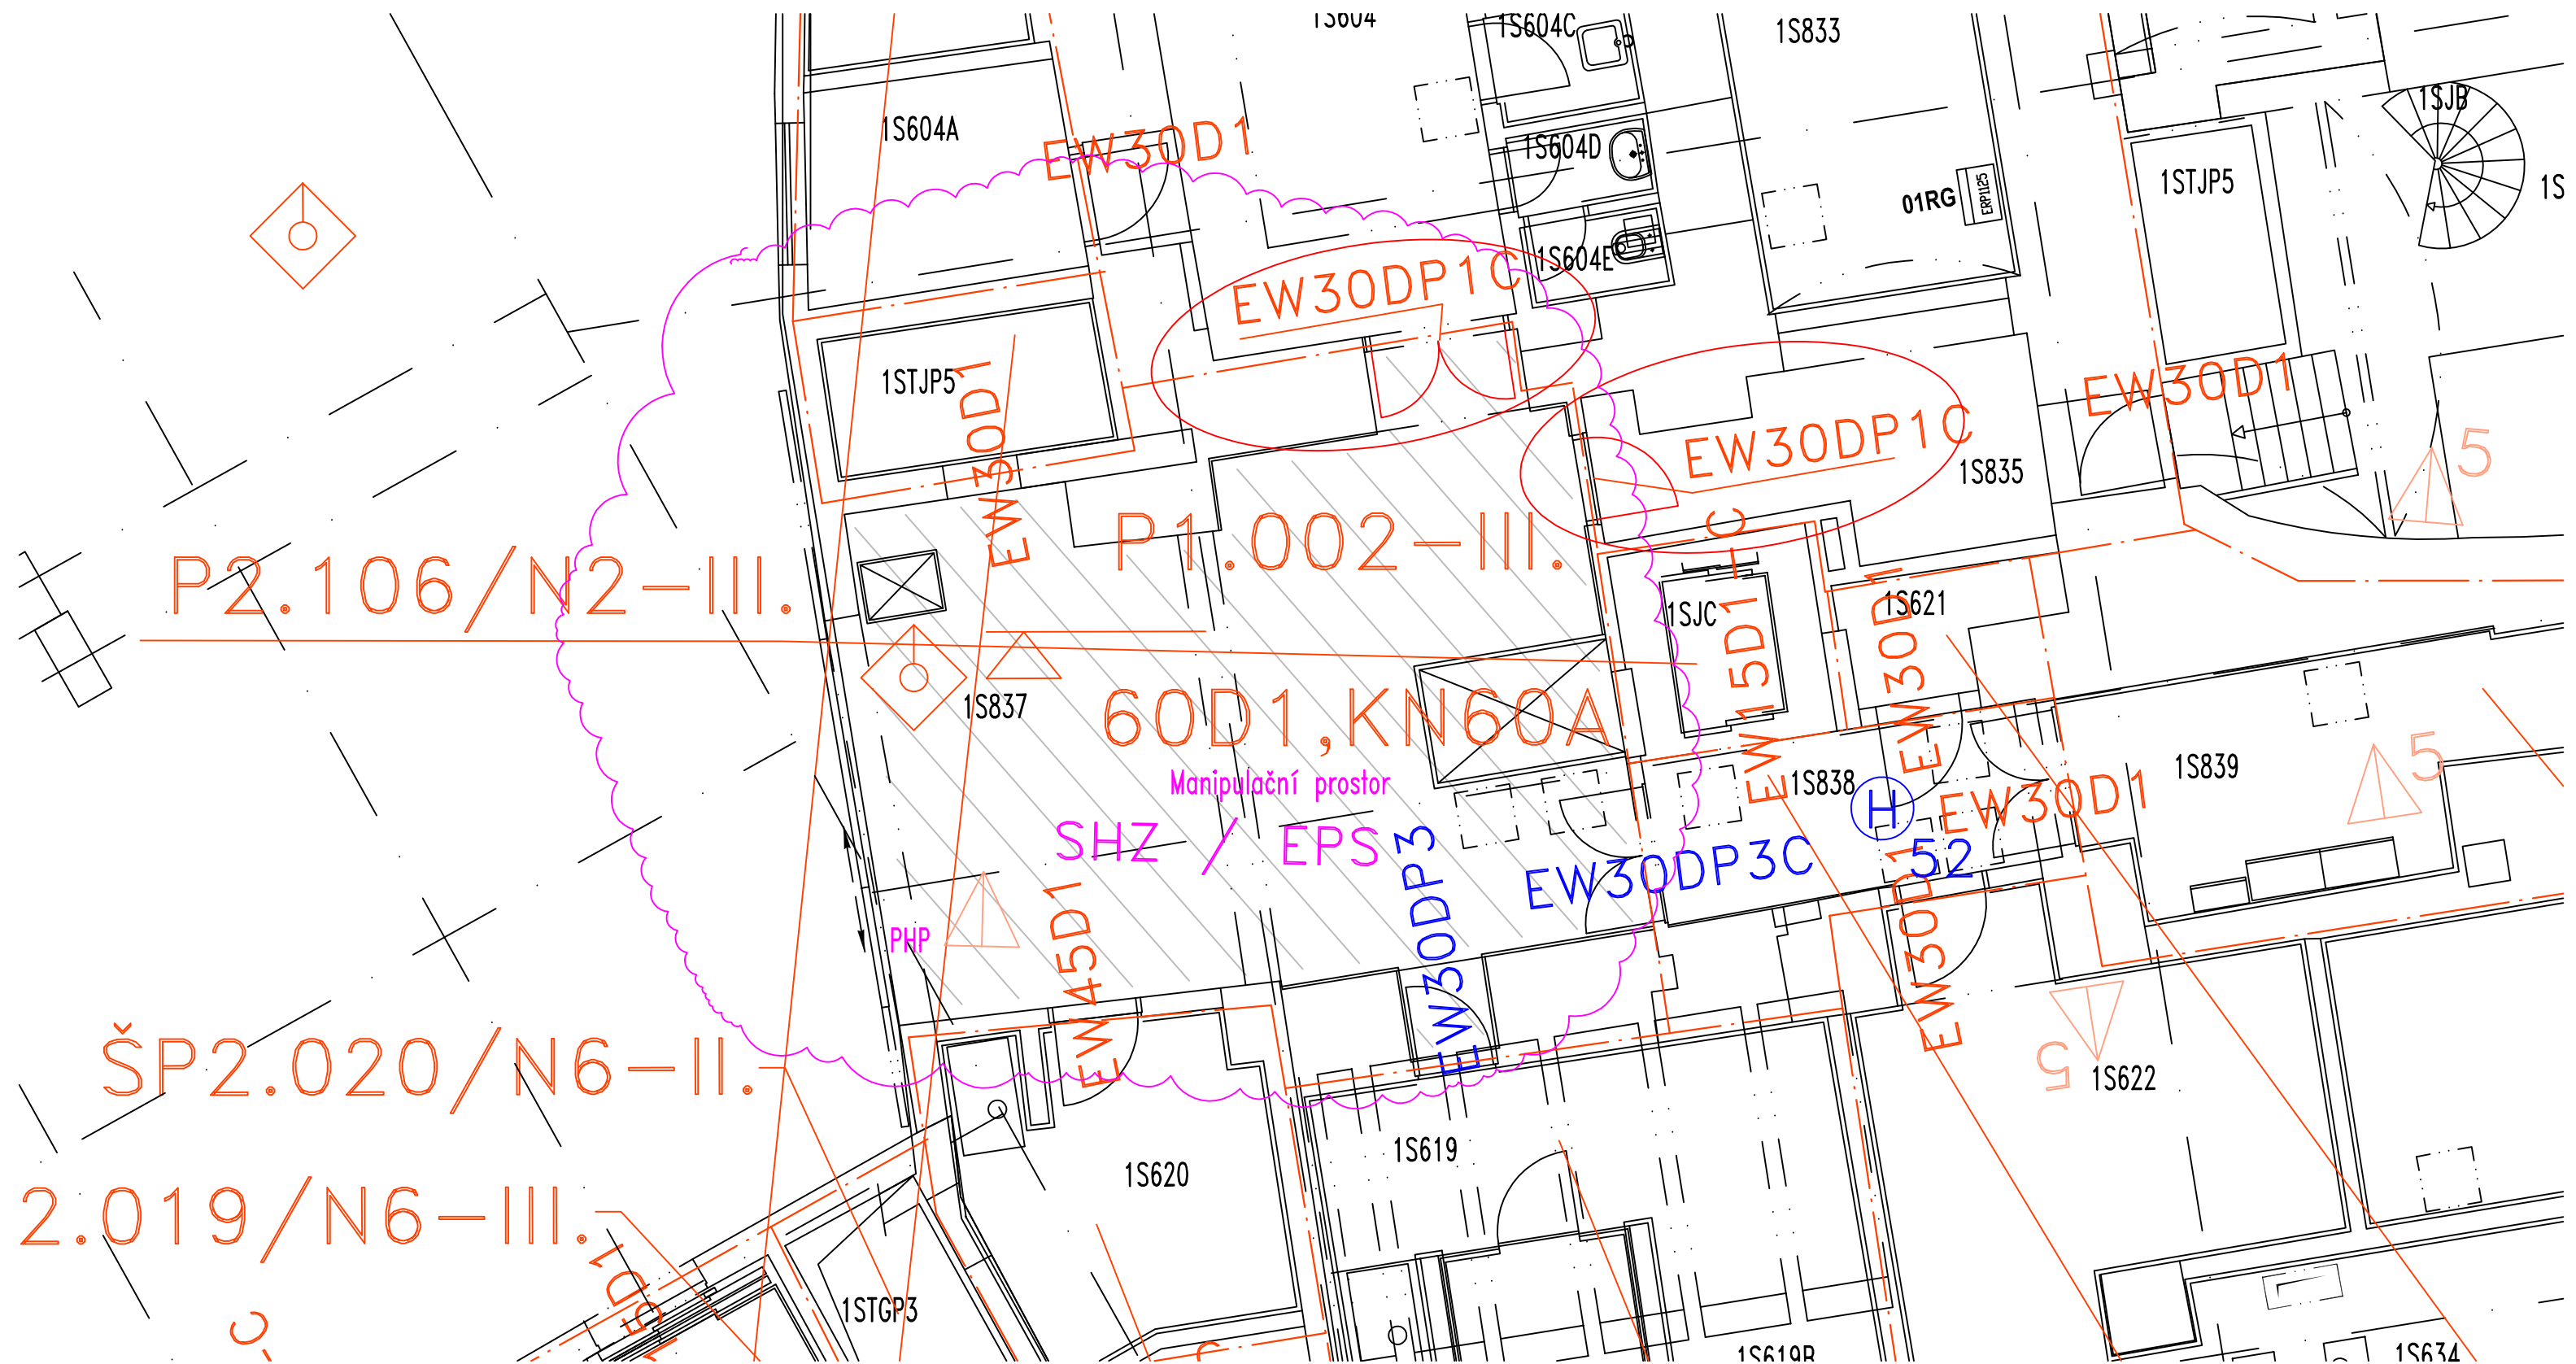 1S604
1S604C
1S833
1S604A
EW30D1
1S604D
1SJB
1STJP5
01RG
ERP1125
1S
1S604E
EW30DP1C
1STJP5
EW30D1
EW30DP1C
1S835
EW30D1
5
P1.002-III.
P2.106/N2-III.
1SJC
EW15D1-C
1S621
EW30D1
1S837
60D1,KN60A
Manipulační prostor
SHZ / EPS
1S838
H
52
EW30D1
1S839
5
EW30DP3
EW30DP3C
PHP
EW45D1
EW30D1
ŠP2.020/N6-II.
5
1S622
1S619
1S620
2.019/N6-III.
1STGP3
1S619B
1S634